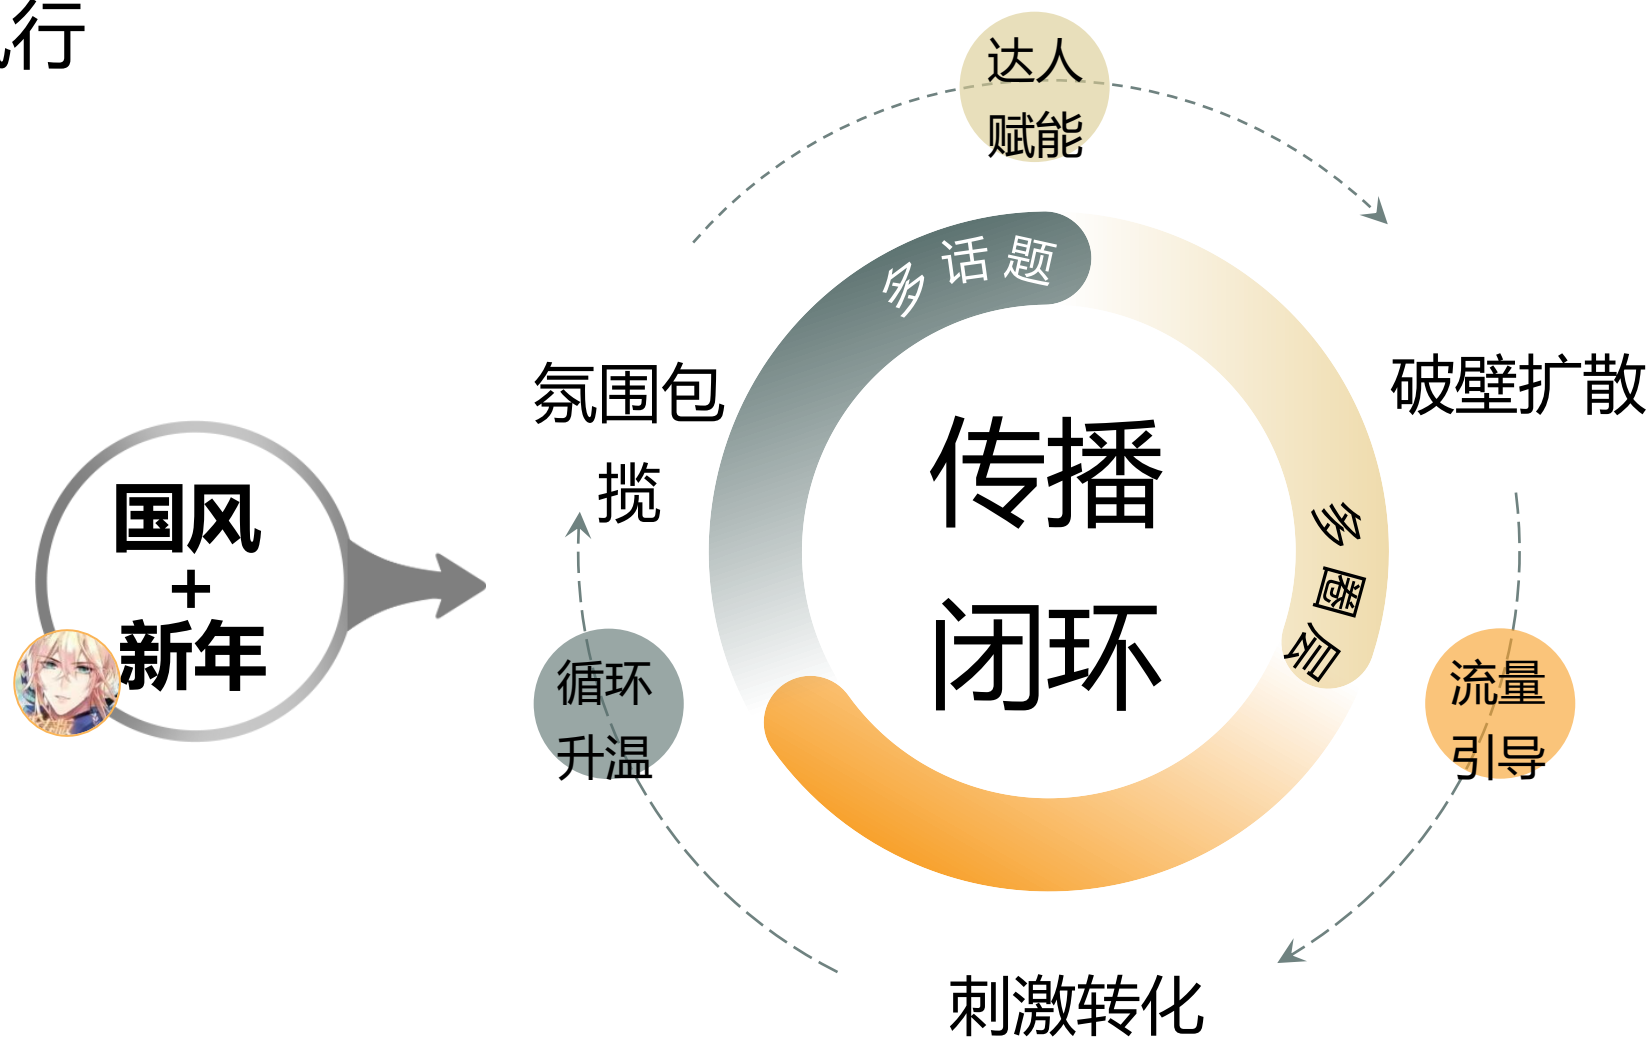 行
达人
赋能
多话题
氛围包
揽
破壁扩散
国风
+
新年
传播
闭环
多圈层
循环
升温
流量
引导
刺激转化